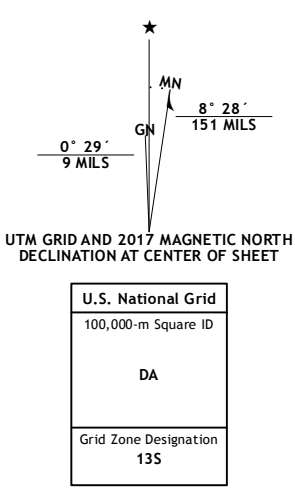 ★
MN
8° 28´
151 MILS
GN
0° 29´
9 MILS
UTM GRID AND 2017 MAGNETIC NORTH
DECLINATION AT CENTER OF SHEET
U.S. National Grid
100,000-m Square ID
DA
Grid Zone Designation
13S